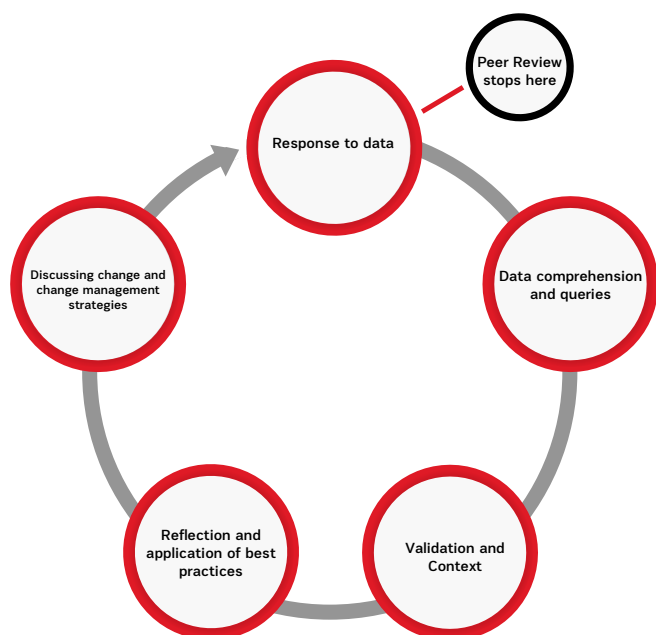 Peer Review
stops here
Response to data
Data comprehension
and queries
Validation and
Context
Reflection and
application of best
practices
Discussing change and
change management
strategies